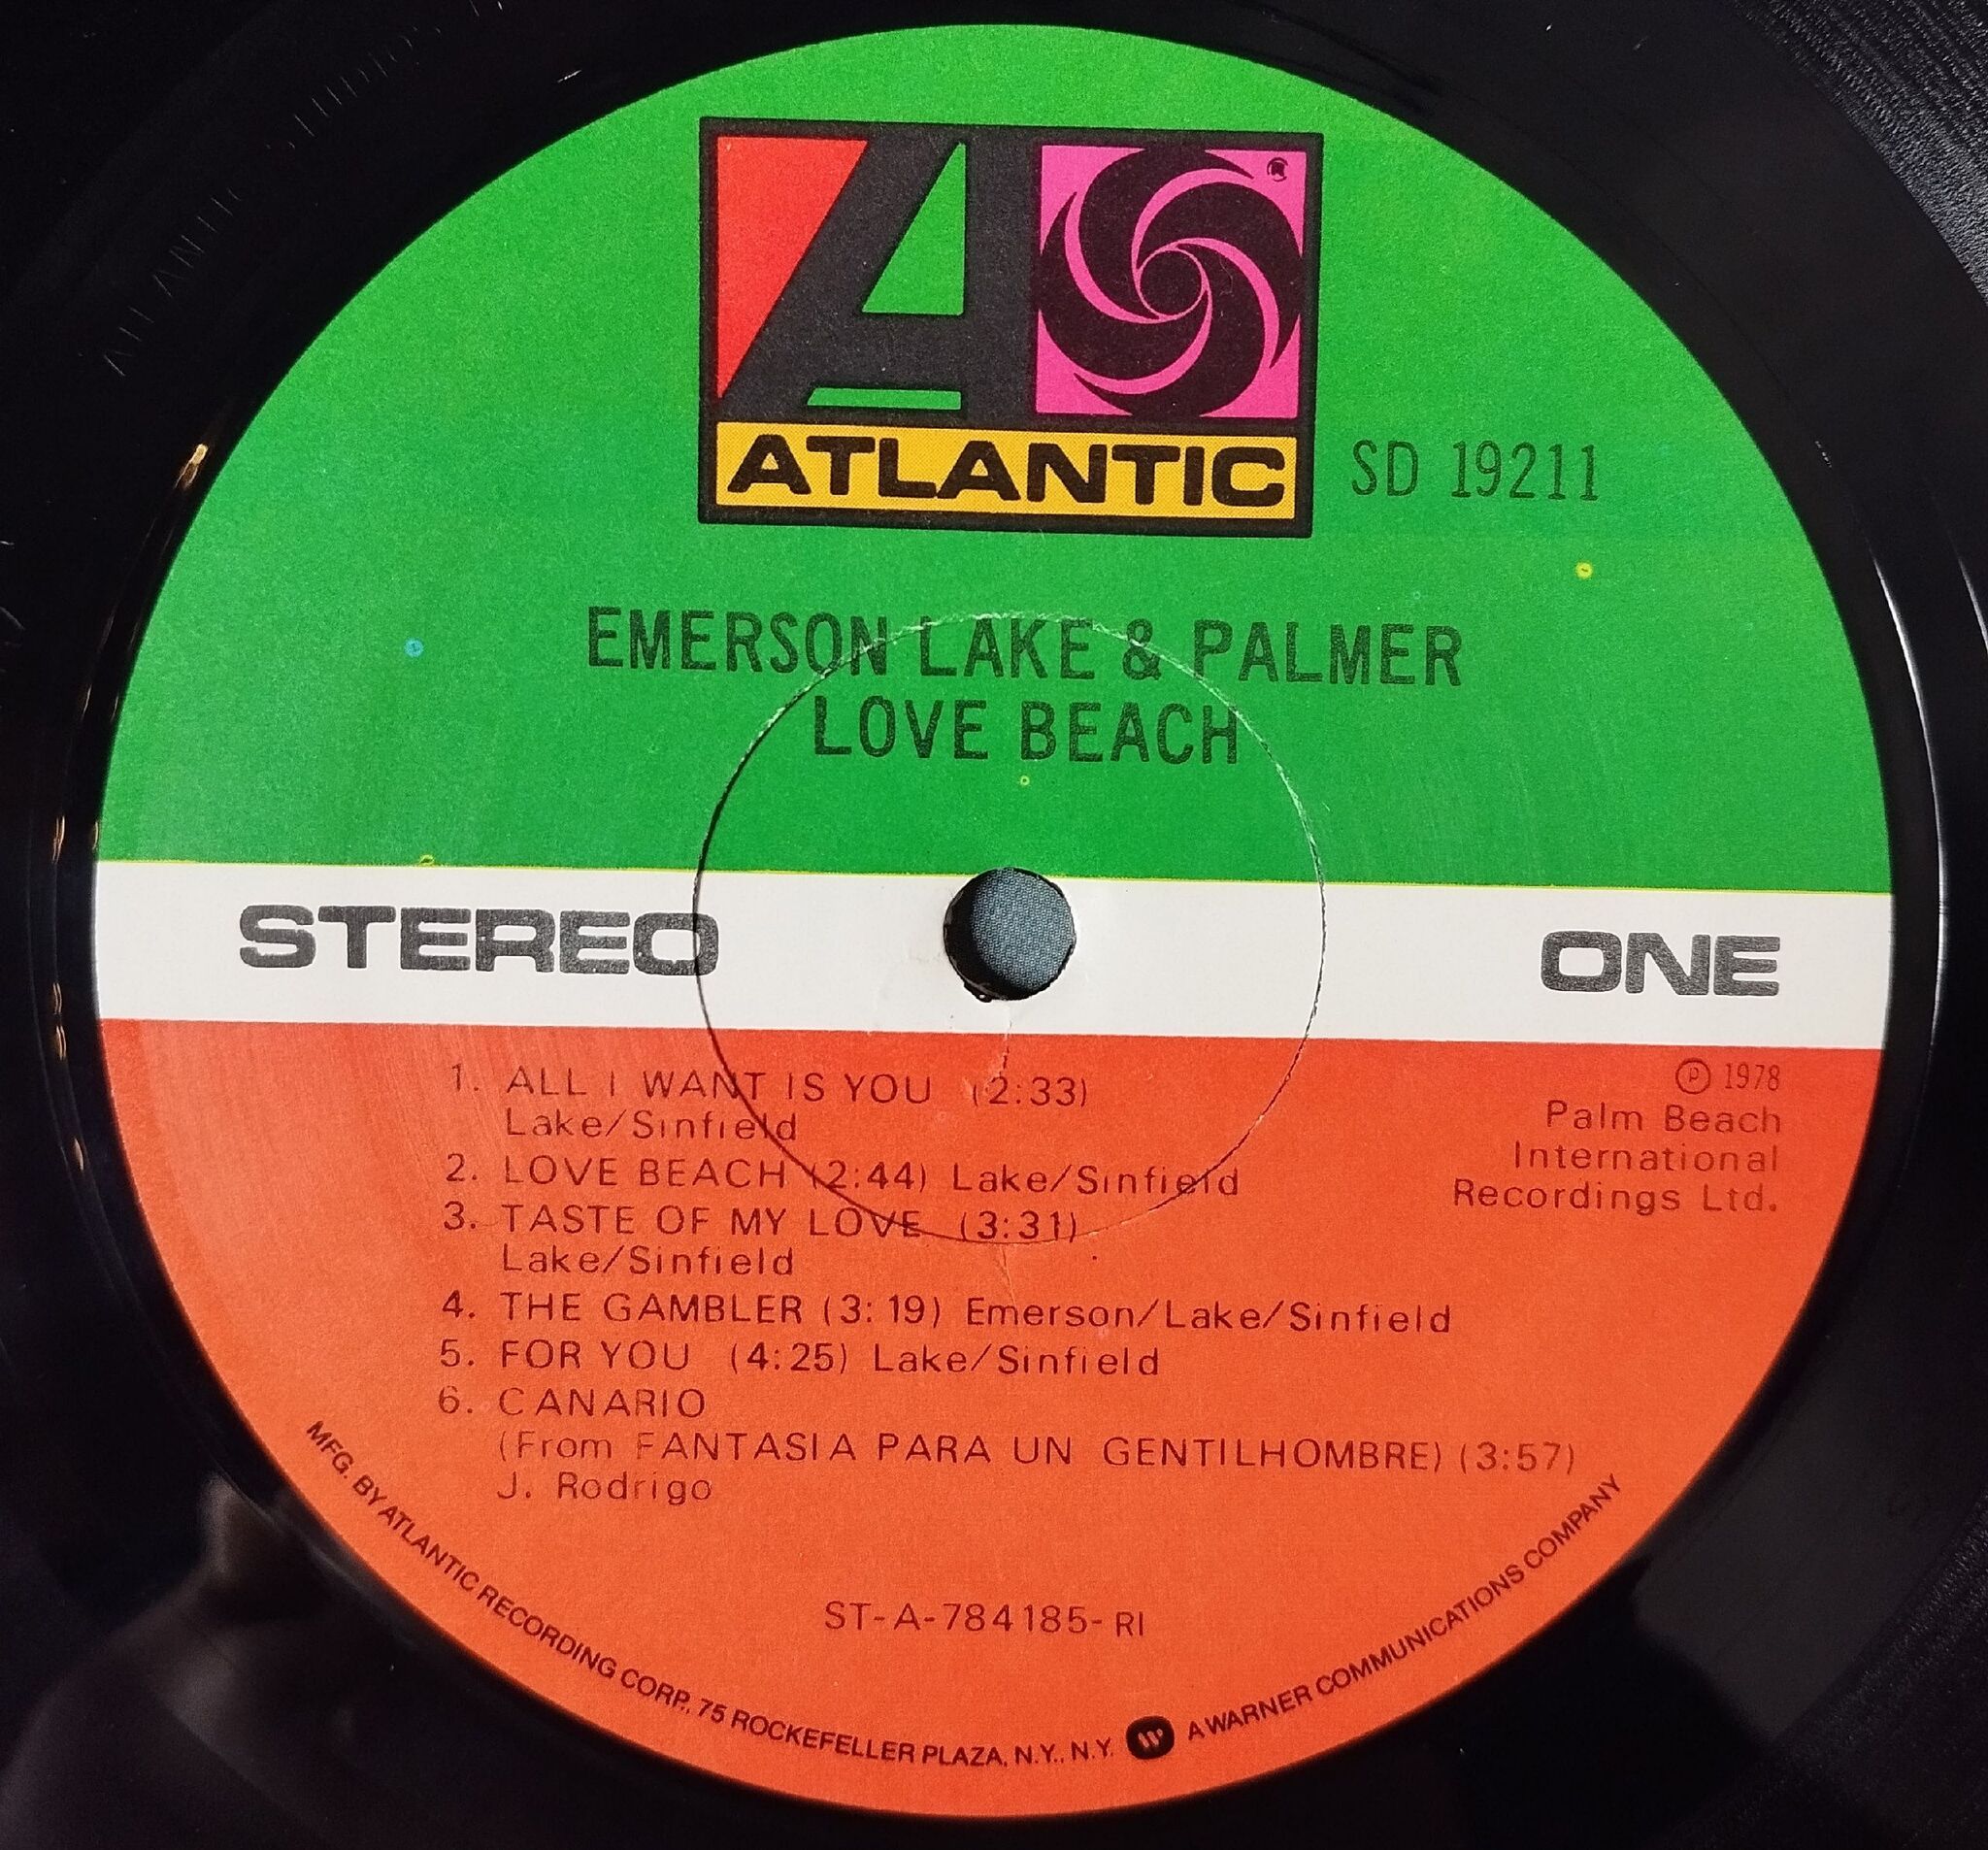 ATLANTIC
®
SD 19211
EMERSON LAKE & PALMER
LOVE BEACH
STEREO
ONE
1. ALL I WANT IS YOU (2:33)
Lake/Sinfield
2. LOVE BEACH (2:44) Lake/Sinfield
3. TASTE OF MY LOVE (3:31)
Lake/Sinfield
4. THE GAMBLER (3:19) Emerson/Lake/Sinfield
5. FOR YOU (4:25) Lake/Sinfield
6. CANARIO
(From FANTASIA PARA UN GENTILHOMBRE) (3:57)
J. Rodrigo
℗ 1978
Palm Beach
International
Recordings Ltd.
ST-A-784185-RI
MFG. BY ATLANTIC RECORDING CORP., 75 ROCKEFELLER PLAZA, N.Y., N.Y. W A WARNER COMMUNICATIONS COMPANY
ATLANTIC STUDIOS